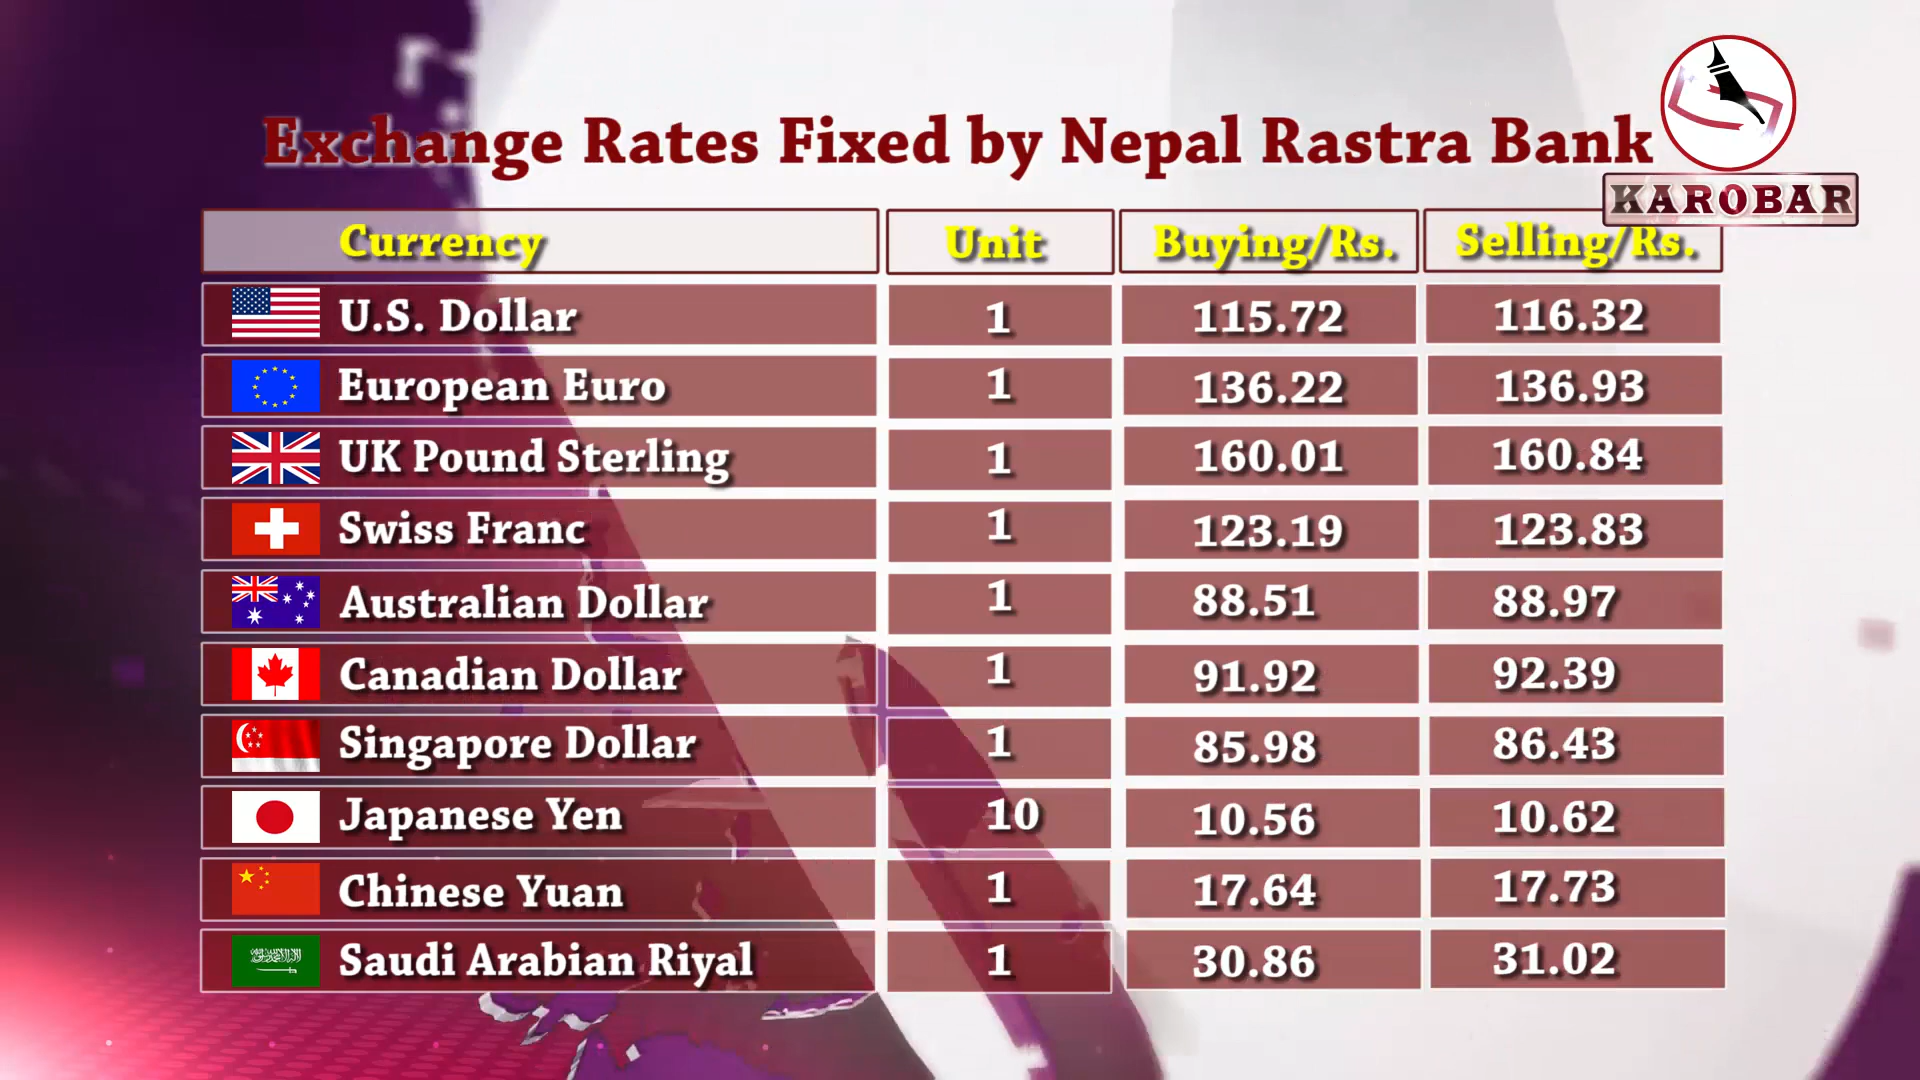 Exchange Rates Fixed by Nepal Rastra Bank
KAROBAR
Currency Unit Buying/Rs. Selling/Rs.
U.S. Dollar 1 115.72 116.32
European Euro 1 136.22 136.93
UK Pound Sterling 1 160.01 160.84
Swiss Franc 1 123.19 123.83
Australian Dollar 1 88.51 88.97
Canadian Dollar 1 91.92 92.39
Singapore Dollar 1 85.98 86.43
Japanese Yen 10 10.56 10.62
Chinese Yuan 1 17.64 17.73
Saudi Arabian Riyal 1 30.86 31.02